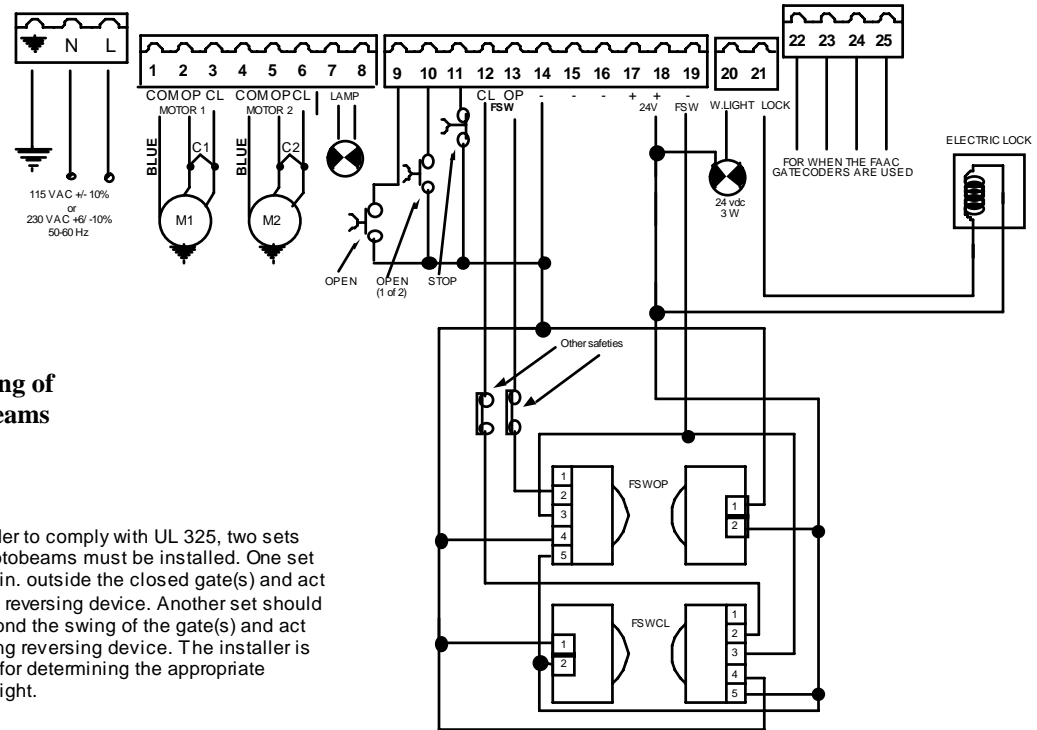 N L
1 2 3 4 5 6 7 8
9 10 11 12 13 14 15 16 17 18 19
20 21
22 23 24 25
COM OP CL COM OP CL LAMP
MOTOR 1 MOTOR 2
CL OP - - - + + -
FSW 24V FSW
W.LIGHT LOCK
BLUE C1 BLUE C2
M1 M2
115 VAC +/- 10%
or
230 VAC +6/ -10%
50-60 Hz
OPEN OPEN STOP
(1 of 2)
24 vdc
3 W
FOR WHEN THE FAAC
GATECODERS ARE USED
ELECTRIC LOCK
Other safeties
ng of
eams
der to comply with UL 325, two sets
otobeams must be installed. One set
in. outside the closed gate(s) and act
reversing device. Another set should
ond the swing of the gate(s) and act
ng reversing device. The installer is
for determining the appropriate
ight.
FSWOP
1
2
3
4
5
1
2
FSWCL
1
2
1
2
3
4
5